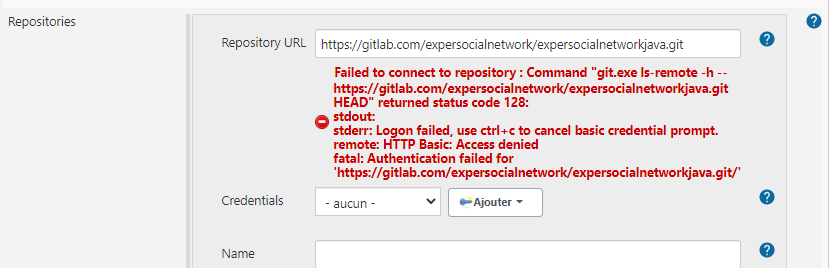 Repositories
Repository URL
https://gitlab.com/expersocialnetwork/expersocialnetworkjava.git
Failed to connect to repository : Command "git.exe ls-remote -h --
https://gitlab.com/expersocialnetwork/expersocialnetworkjava.git
HEAD" returned status code 128:
stdout:
stderr: Logon failed, use ctrl+c to cancel basic credential prompt.
remote: HTTP Basic: Access denied
fatal: Authentication failed for
'https://gitlab.com/expersocialnetwork/expersocialnetworkjava.git/'
Credentials
- aucun -
Ajouter
Name